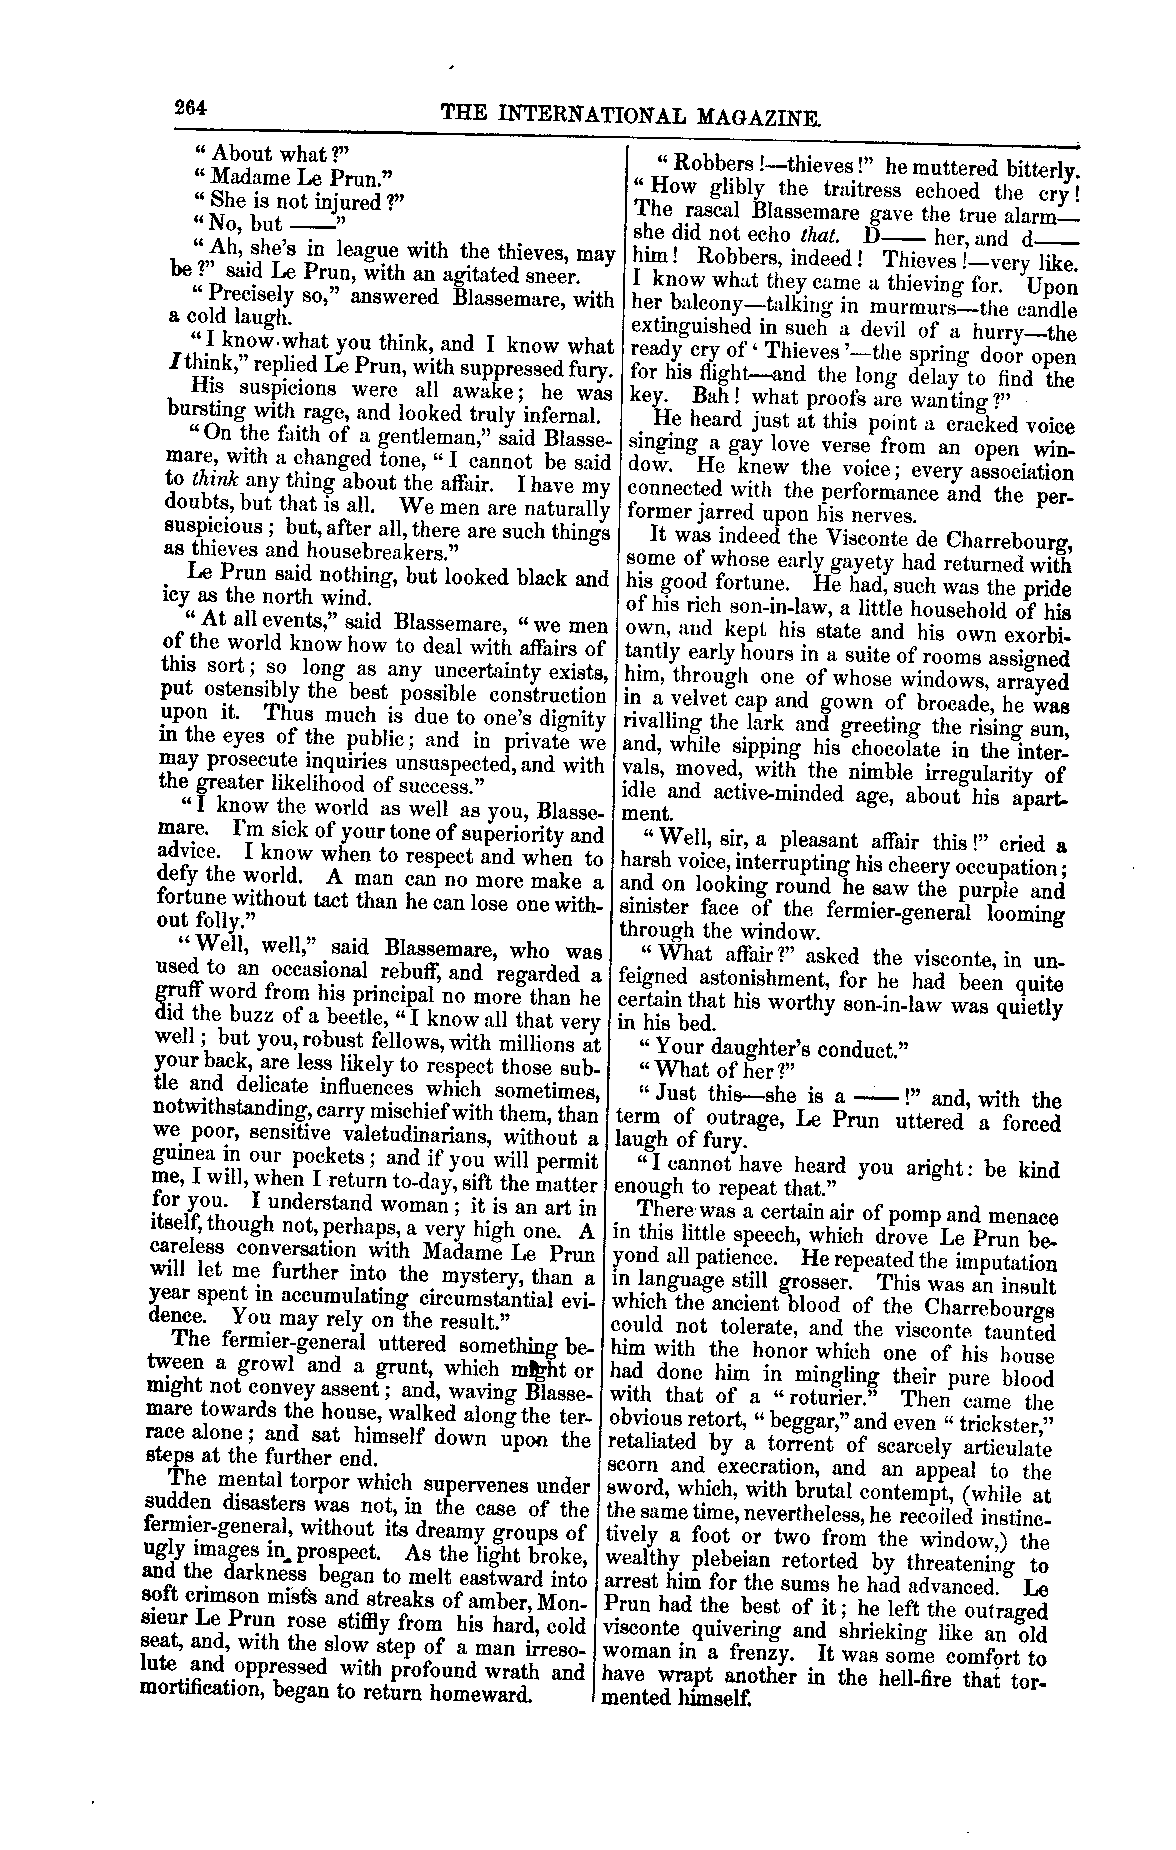 264
THE INTERNATIONAL MAGAZINE.
“ About what ?”
“ Madame Le Prun.”
“ She is not injured ?”
“ No, but ——”
“ Ah, she’s in league with the thieves, may
be ?” said Le Prun, with an agitated sneer.
“ Precisely so,” answered Blassemare, with
a cold laugh.
“ I know what you think, and I know what
I think,” replied Le Prun, with suppressed fury.
His suspicions were all awake; he was
bursting with rage, and looked truly infernal.
“ On the faith of a gentleman,” said Blasse-
mare, with a changed tone, “ I cannot be said
to think any thing about the affair. I have my
doubts, but that is all. We men are naturally
suspicious ; but, after all, there are such things
as thieves and housebreakers.”
Le Prun said nothing, but looked black and
icy as the north wind.
“ At all events,” said Blassemare, “ we men
of the world know how to deal with affairs of
this sort; so long as any uncertainty exists,
put ostensibly the best possible construction
upon it. Thus much is due to one’s dignity
in the eyes of the public; and in private we
may prosecute inquiries unsuspected, and with
the greater likelihood of success.”
“ I know the world as well as you, Blasse-
mare. I’m sick of your tone of superiority and
advice. I know when to respect and when to
defy the world. A man can no more make a
fortune without tact than he can lose one with-
out folly.”
“ Well, well,” said Blassemare, who was
used to an occasional rebuff, and regarded a
gruff word from his principal no more than he
did the buzz of a beetle, “ I know all that very
well ; but you, robust fellows, with millions at
your back, are less likely to respect those sub-
tle and delicate influences which sometimes,
notwithstanding, carry mischief with them, than
we poor, sensitive valetudinarians, without a
guinea in our pockets; and if you will permit
me, I will, when I return to-day, sift the matter
for you. I understand woman ; it is an art in
itself, though not, perhaps, a very high one. A
careless conversation with Madame Le Prun
will let me further into the mystery, than a
year spent in accumulating circumstantial evi-
dence. You may rely on the result.”
The fermier-general uttered something be-
tween a growl and a grunt, which might or
might not convey assent ; and, waving Blasse-
mare towards the house, walked along the ter-
race alone; and sat himself down upon the
steps at the further end.
The mental torpor which supervenes under
sudden disasters was not, in the case of the
fermier-general, without its dreamy groups of
ugly images in prospect. As the light broke,
and the darkness began to melt eastward into
soft crimson mists and streaks of amber, Mon-
sieur Le Prun rose stiffly from his hard, cold
seat, and, with the slow step of a man irreso-
lute and oppressed with profound wrath and
mortification, began to return homeward.
“ Robbers !—thieves !” he muttered bitterly.
“ How glibly the traitress echoed the cry !
The rascal Blassemare gave the true alarm—
she did not echo that. D—— her, and d——
him ! Robbers, indeed ! Thieves !—very like.
I know what they came a thieving for. Upon
her balcony—talking in murmurs—the candle
extinguished in such a devil of a hurry—the
ready cry of ‘ Thieves ’—the spring door open
for his flight—and the long delay to find the
key. Bah ! what proofs are wanting ?”
He heard just at this point a cracked voice
singing a gay love verse from an open win-
dow. He knew the voice; every association
connected with the performance and the per-
former jarred upon his nerves.
It was indeed the Visconte de Charrebourg,
some of whose early gayety had returned with
his good fortune. He had, such was the pride
of his rich son-in-law, a little household of his
own, and kept his state and his own exorbi-
tantly early hours in a suite of rooms assigned
him, through one of whose windows, arrayed
in a velvet cap and gown of brocade, he was
rivalling the lark and greeting the rising sun,
and, while sipping his chocolate in the inter-
vals, moved, with the nimble irregularity of
idle and active-minded age, about his apart-
ment.
“ Well, sir, a pleasant affair this !” cried a
harsh voice, interrupting his cheery occupation ;
and on looking round he saw the purple and
sinister face of the fermier-general looming
through the window.
“ What affair ?” asked the visconte, in un-
feigned astonishment, for he had been quite
certain that his worthy son-in-law was quietly
in his bed.
“ Your daughter’s conduct.”
“ What of her ?”
“ Just this—she is a —— !” and, with the
term of outrage, Le Prun uttered a forced
laugh of fury.
“ I cannot have heard you aright: be kind
enough to repeat that.”
There was a certain air of pomp and menace
in this little speech, which drove Le Prun be-
yond all patience. He repeated the imputation
in language still grosser. This was an insult
which the ancient blood of the Charrebourgs
could not tolerate, and the visconte taunted
him with the honor which one of his house
had done him in mingling their pure blood
with that of a “ roturier.” Then came the
obvious retort, “ beggar,” and even “ trickster,”
retaliated by a torrent of scarcely articulate
scorn and execration, and an appeal to the
sword, which, with brutal contempt, (while at
the same time, nevertheless, he recoiled instinc-
tively a foot or two from the window,) the
wealthy plebeian retorted by threatening to
arrest him for the sums he had advanced. Le
Prun had the best of it ; he left the outraged
visconte quivering and shrieking like an old
woman in a frenzy. It was some comfort to
have wrapt another in the hell-fire that tor-
mented himself.